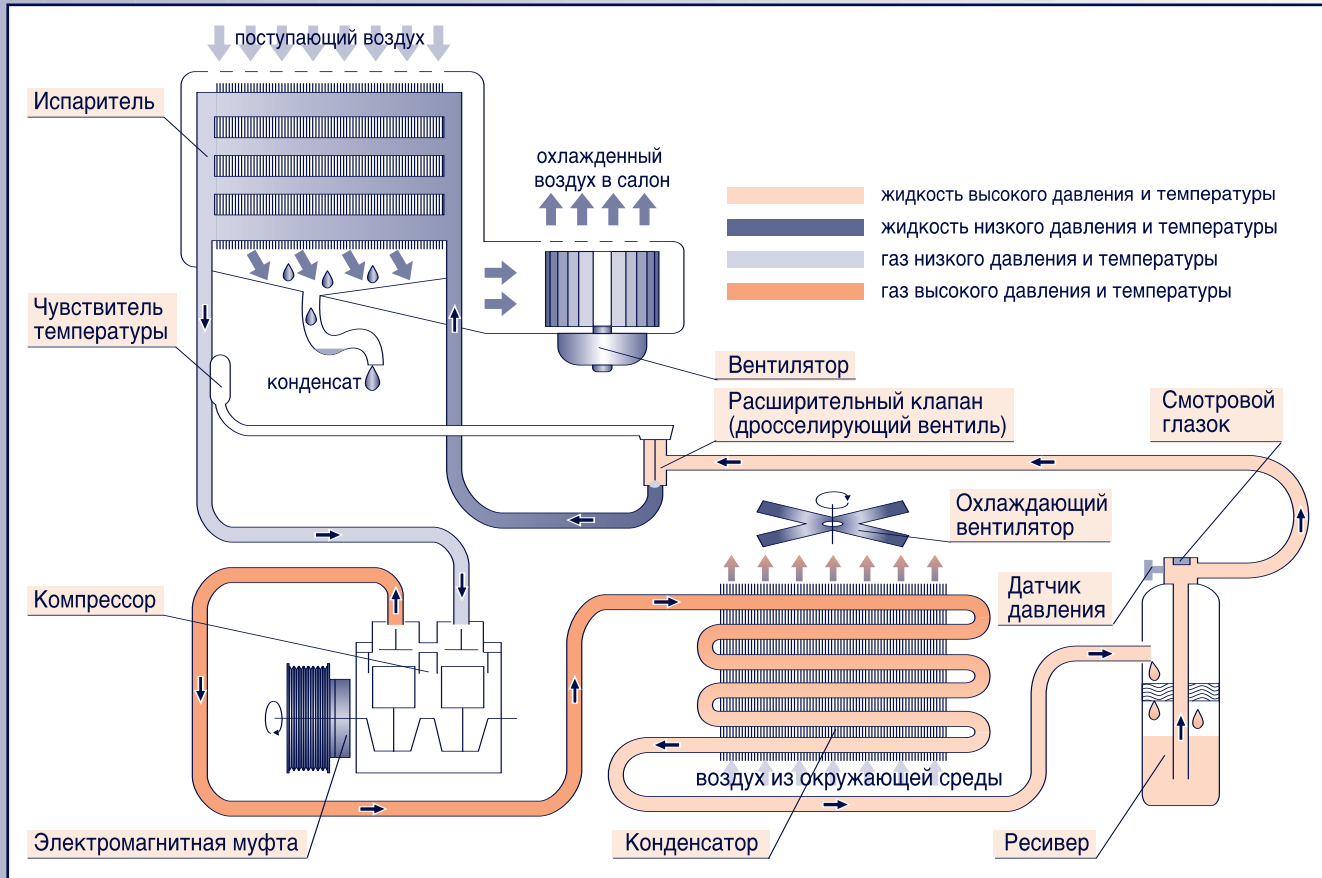 поступающий воздух
Испаритель
охлажденный
воздух в салон
жидкость высокого давления и температуры
жидкость низкого давления и температуры
газ низкого давления и температуры
газ высокого давления и температуры
Чувствитель
температуры
конденсат
Вентилятор
Расширительный клапан
(дросселирующий вентиль)
Смотровой
глазок
Охлаждающий
вентилятор
Датчик
давления
Компрессор
воздух из окружающей среды
Электромагнитная муфта
Конденсатор
Ресивер